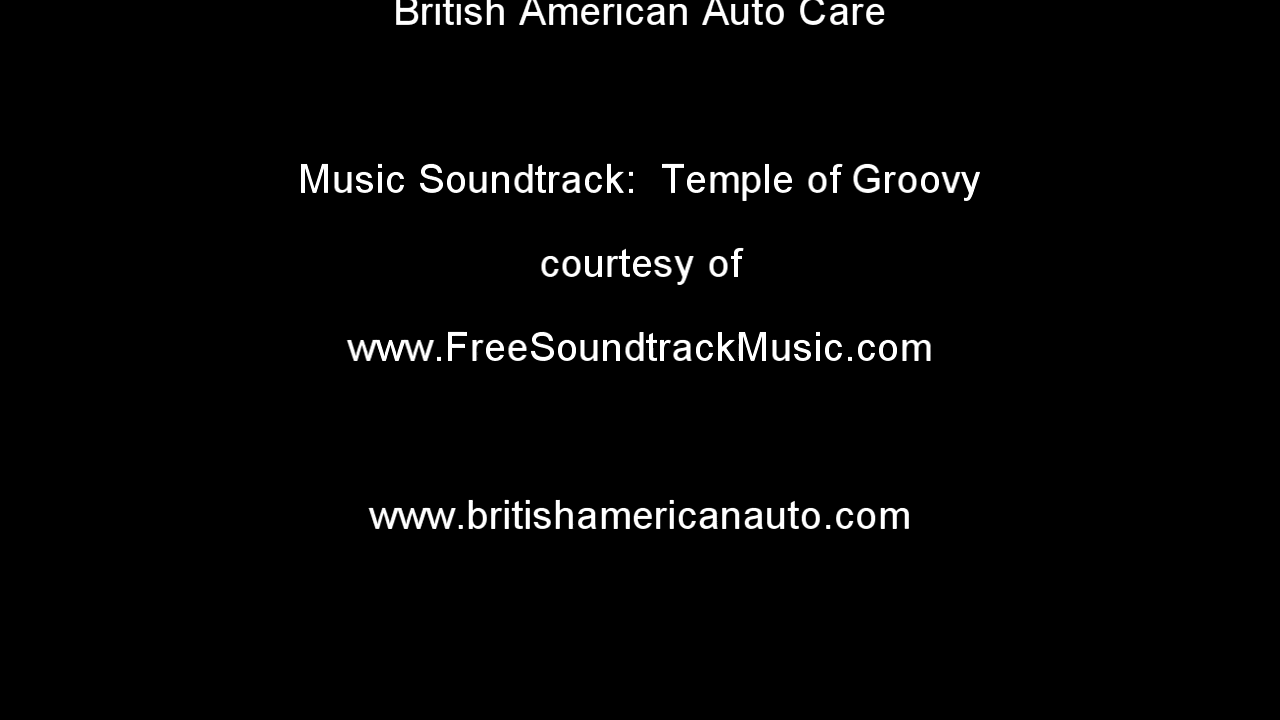 British American Auto Care
Music Soundtrack:  Temple of Groovy
courtesy of
www.FreeSoundtrackMusic.com
www.britishamericanauto.com